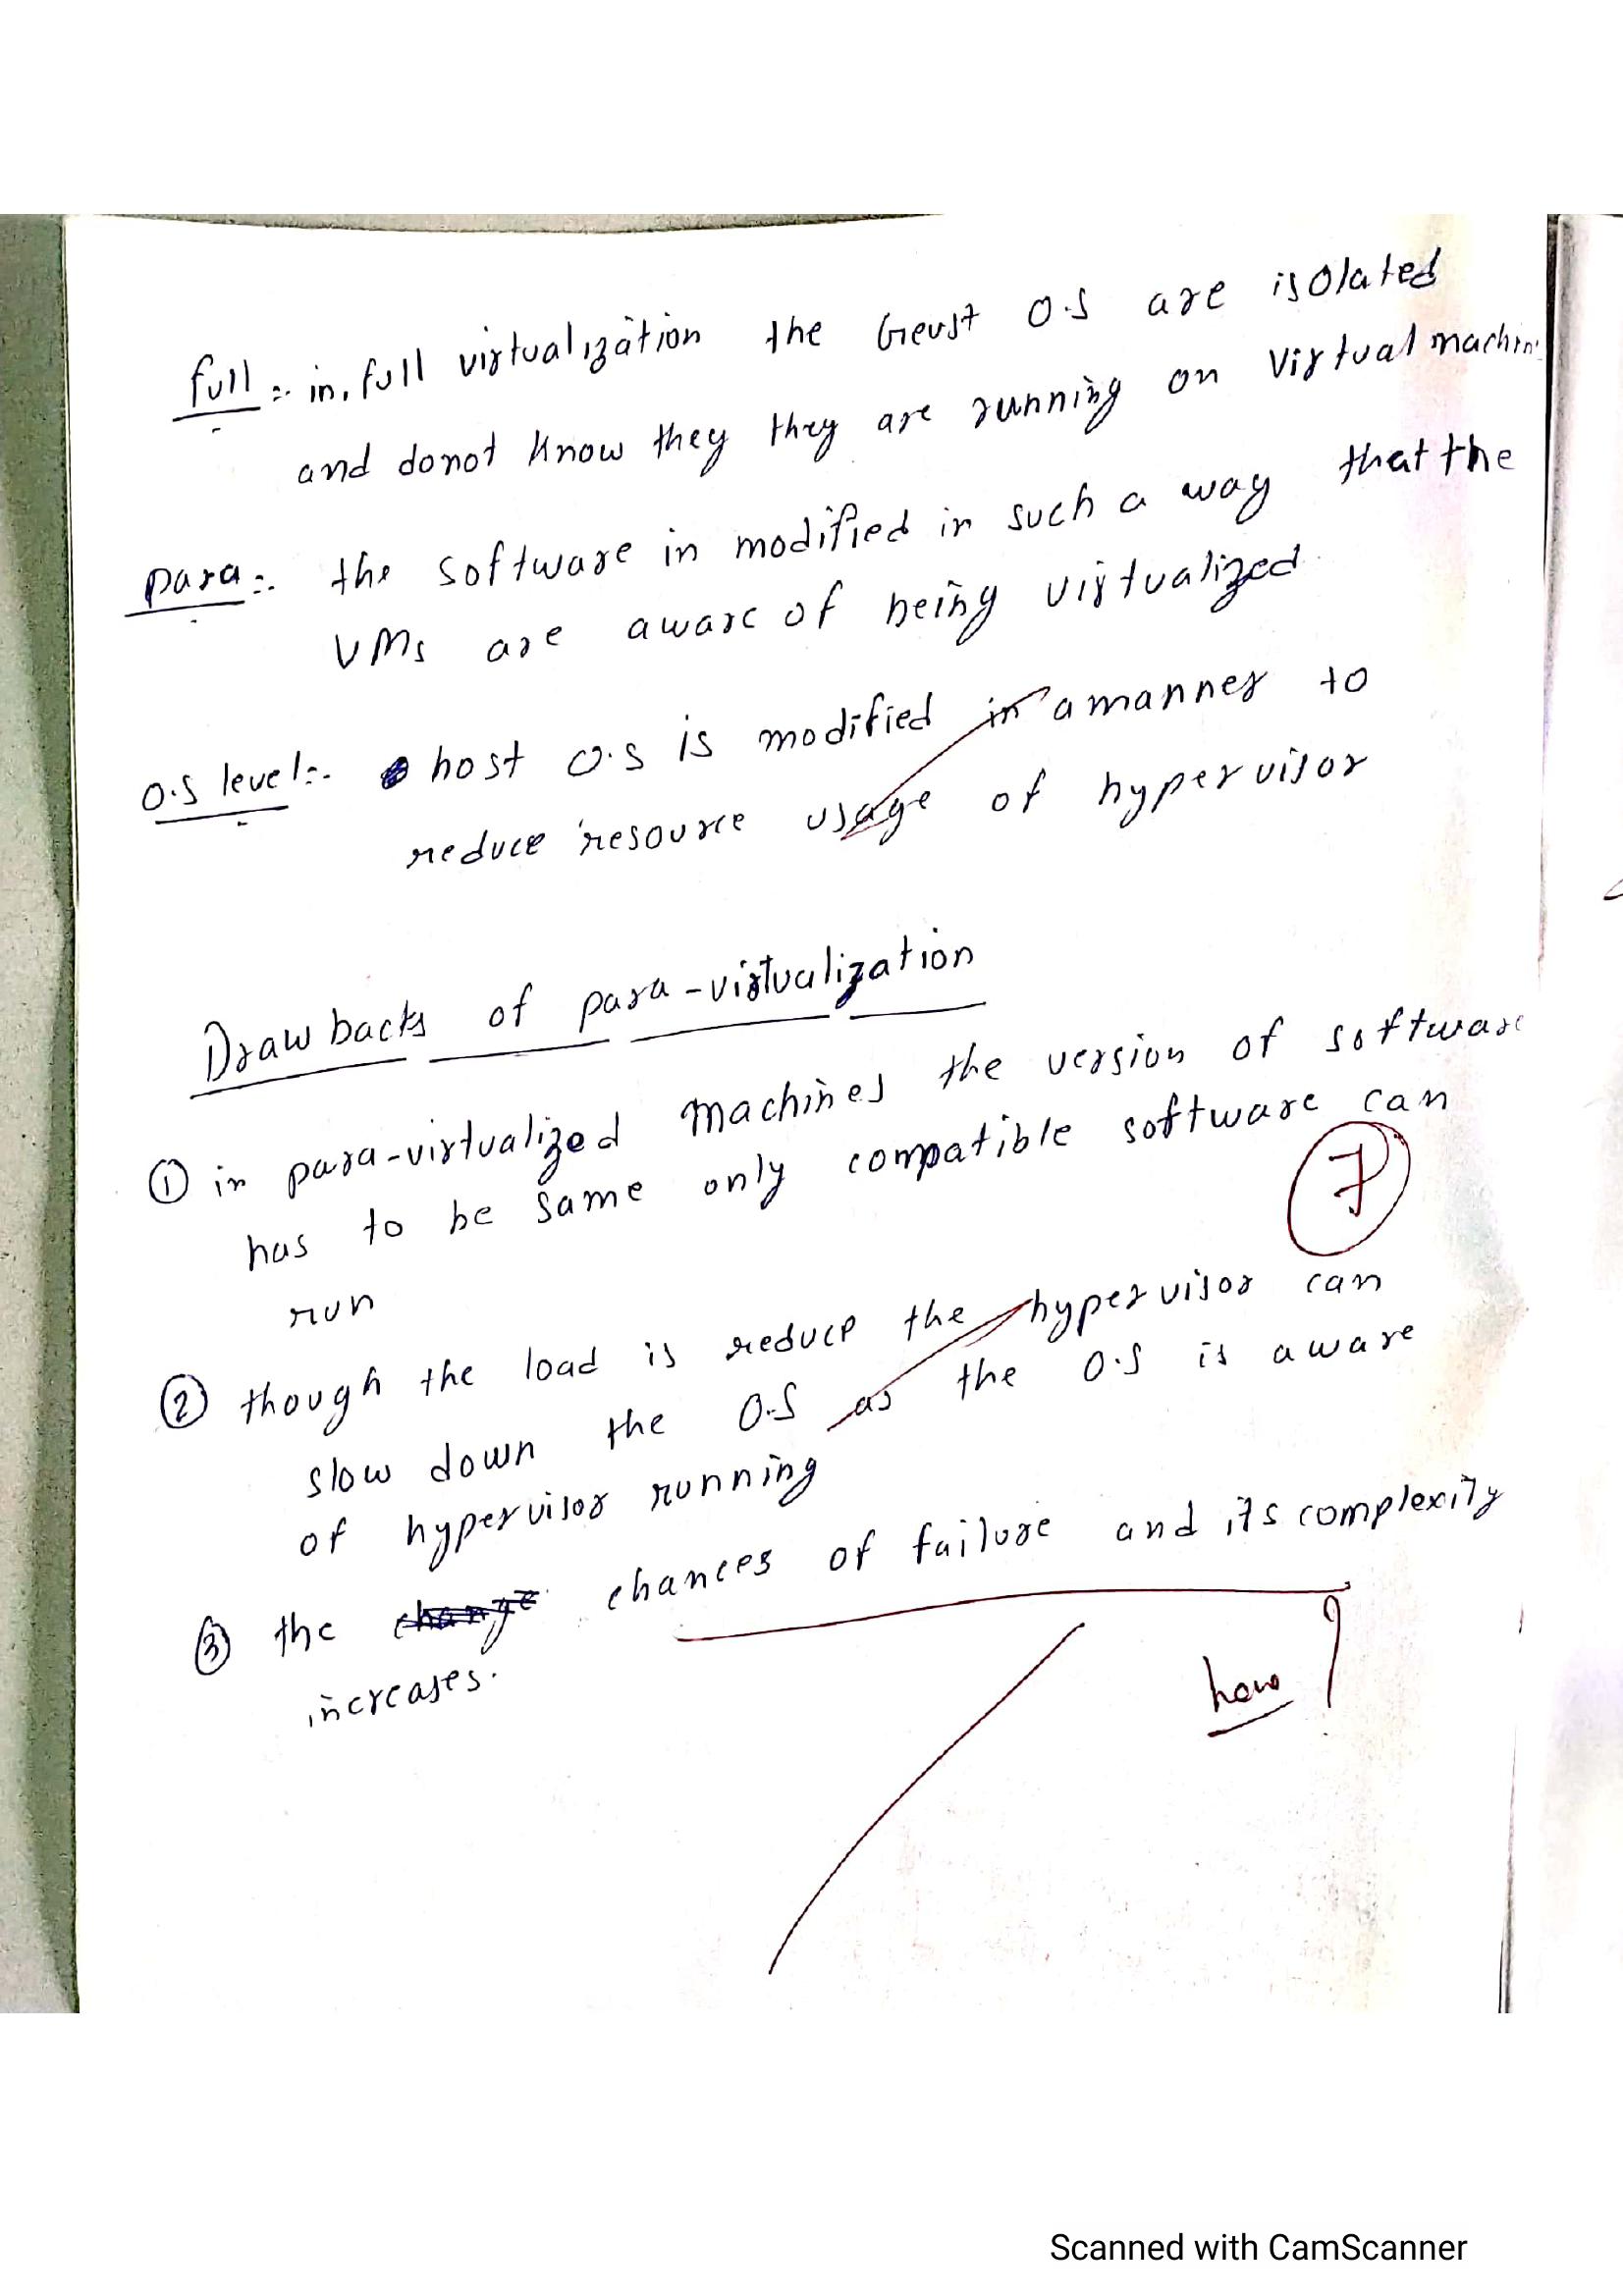 full :- in, full virtualization the Geust O.S are isolated
and donot know they they are running on Virtual machin
para :- the software in modified in such a way that the
VMs are aware of being virtualized
O.S level :- host O.S is modified in a manner to
reduce resource usage of hypervisor
Drawbacks of para-virtualization
① in para-virtualized Machines the version of software
has to be same only compatible software can
run
7
② though the load is reduce the hypervisor can
slow down the O.S as the O.S is aware
of hypervisor running
③ the change chances of failure and its complexity
increases.
how ?
Scanned with CamScanner